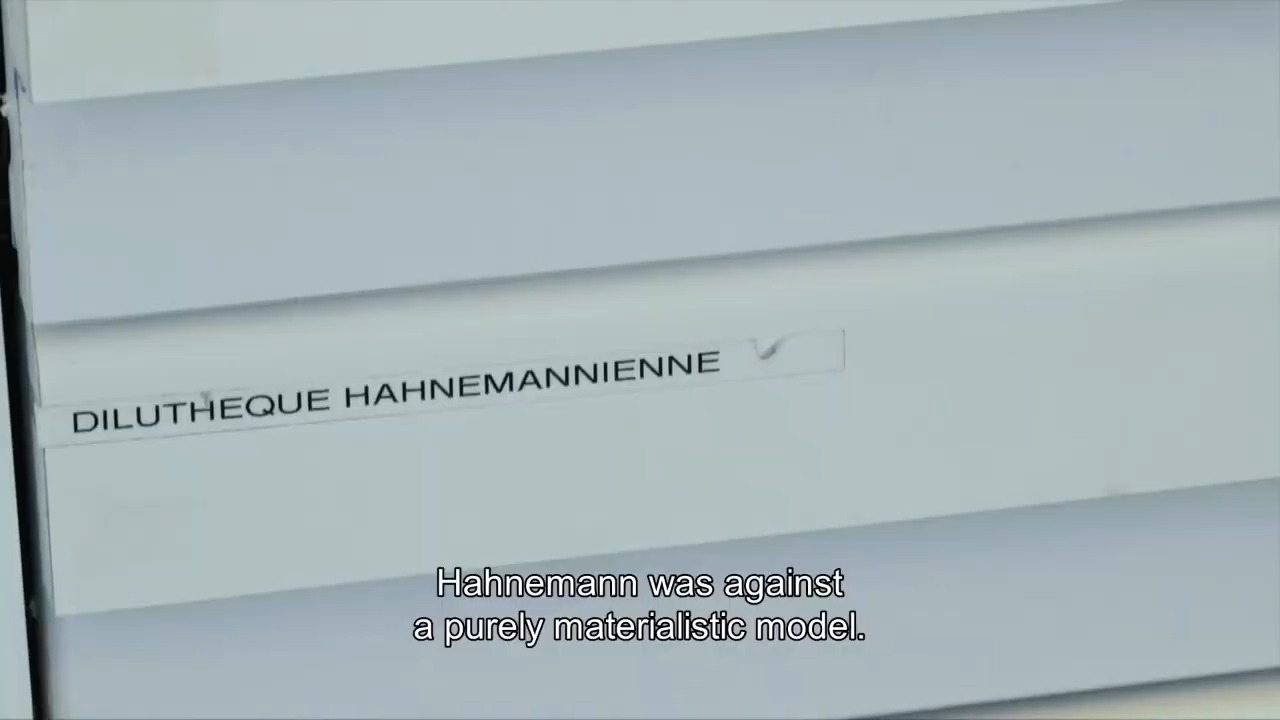 DILUTHEQUE HAHNEMANNIENNE
Hahnemann was against
a purely materialistic model.